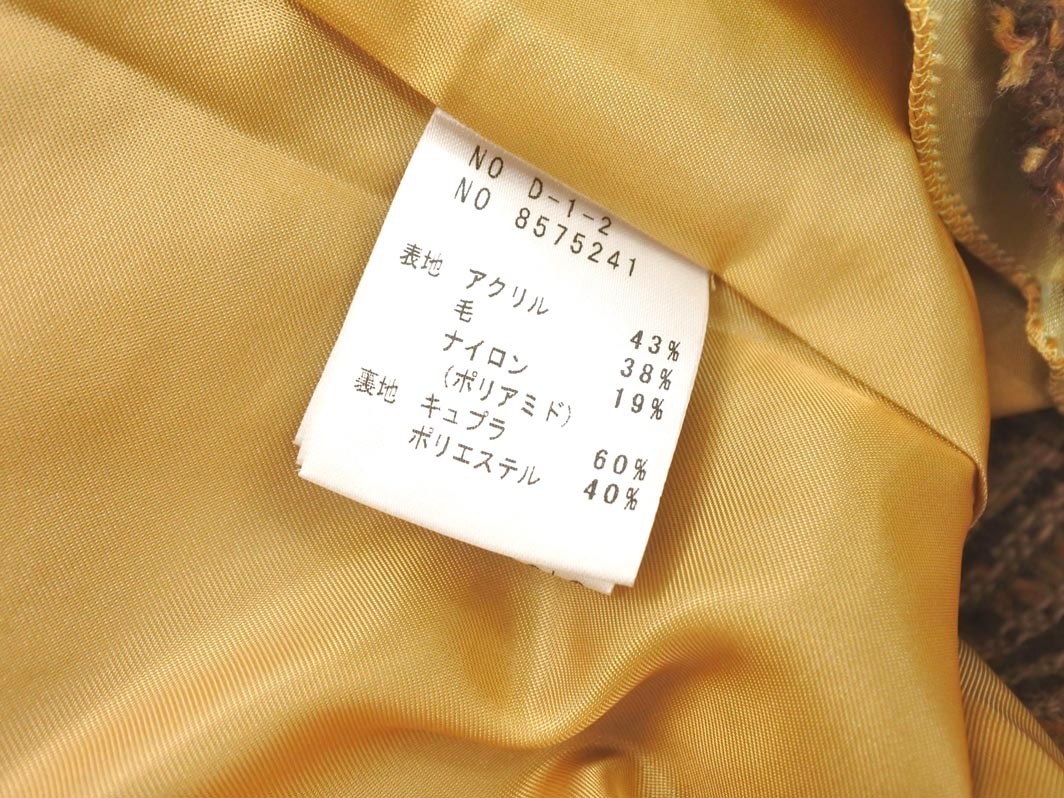 NO D-1-2
NO 8575241
表地 アクリル 43%
毛 38%
ナイロン 19%
(ポリアミド)
裏地 キュプラ 60%
ポリエステル 40%